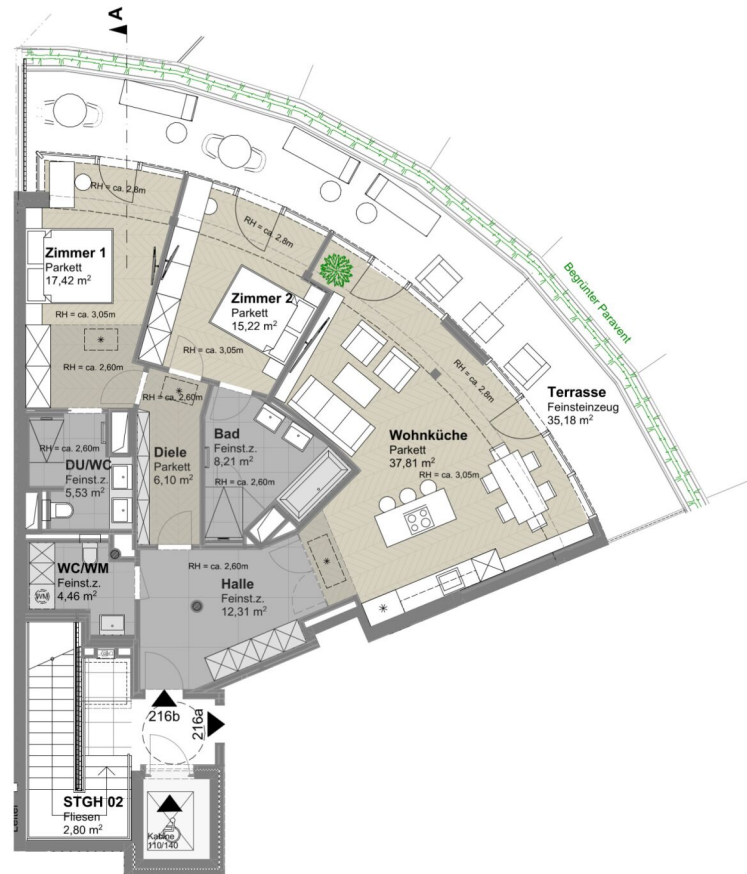 A
RH = ca. 2,8m
Zimmer 1
Parkett
17,42 m²
RH = ca. 3,05m
RH = ca. 2,60m
RH = ca. 2,8m
Zimmer 2
Parkett
15,22 m²
RH = ca. 3,05m
RH = ca. 2,60m
Begrünter Paravent
RH = ca. 2,8m
Terrasse
Feinsteinzeug
35,18 m²
Wohnküche
Parkett
37,81 m²
RH = ca. 3,05m
RH = ca. 2,60m
DU/WC
Feinst.z.
5,53 m²
Diele
Parkett
6,10 m²
Bad
Feinst.z.
8,21 m²
RH = ca. 2,60m
WC/WM
Feinst.z.
4,46 m²
WM
RH = ca. 2,60m
Halle
Feinst.z.
12,31 m²
216b
216a
STGH 02
Fliesen
2,80 m²
Leiter
Kabine
110/140